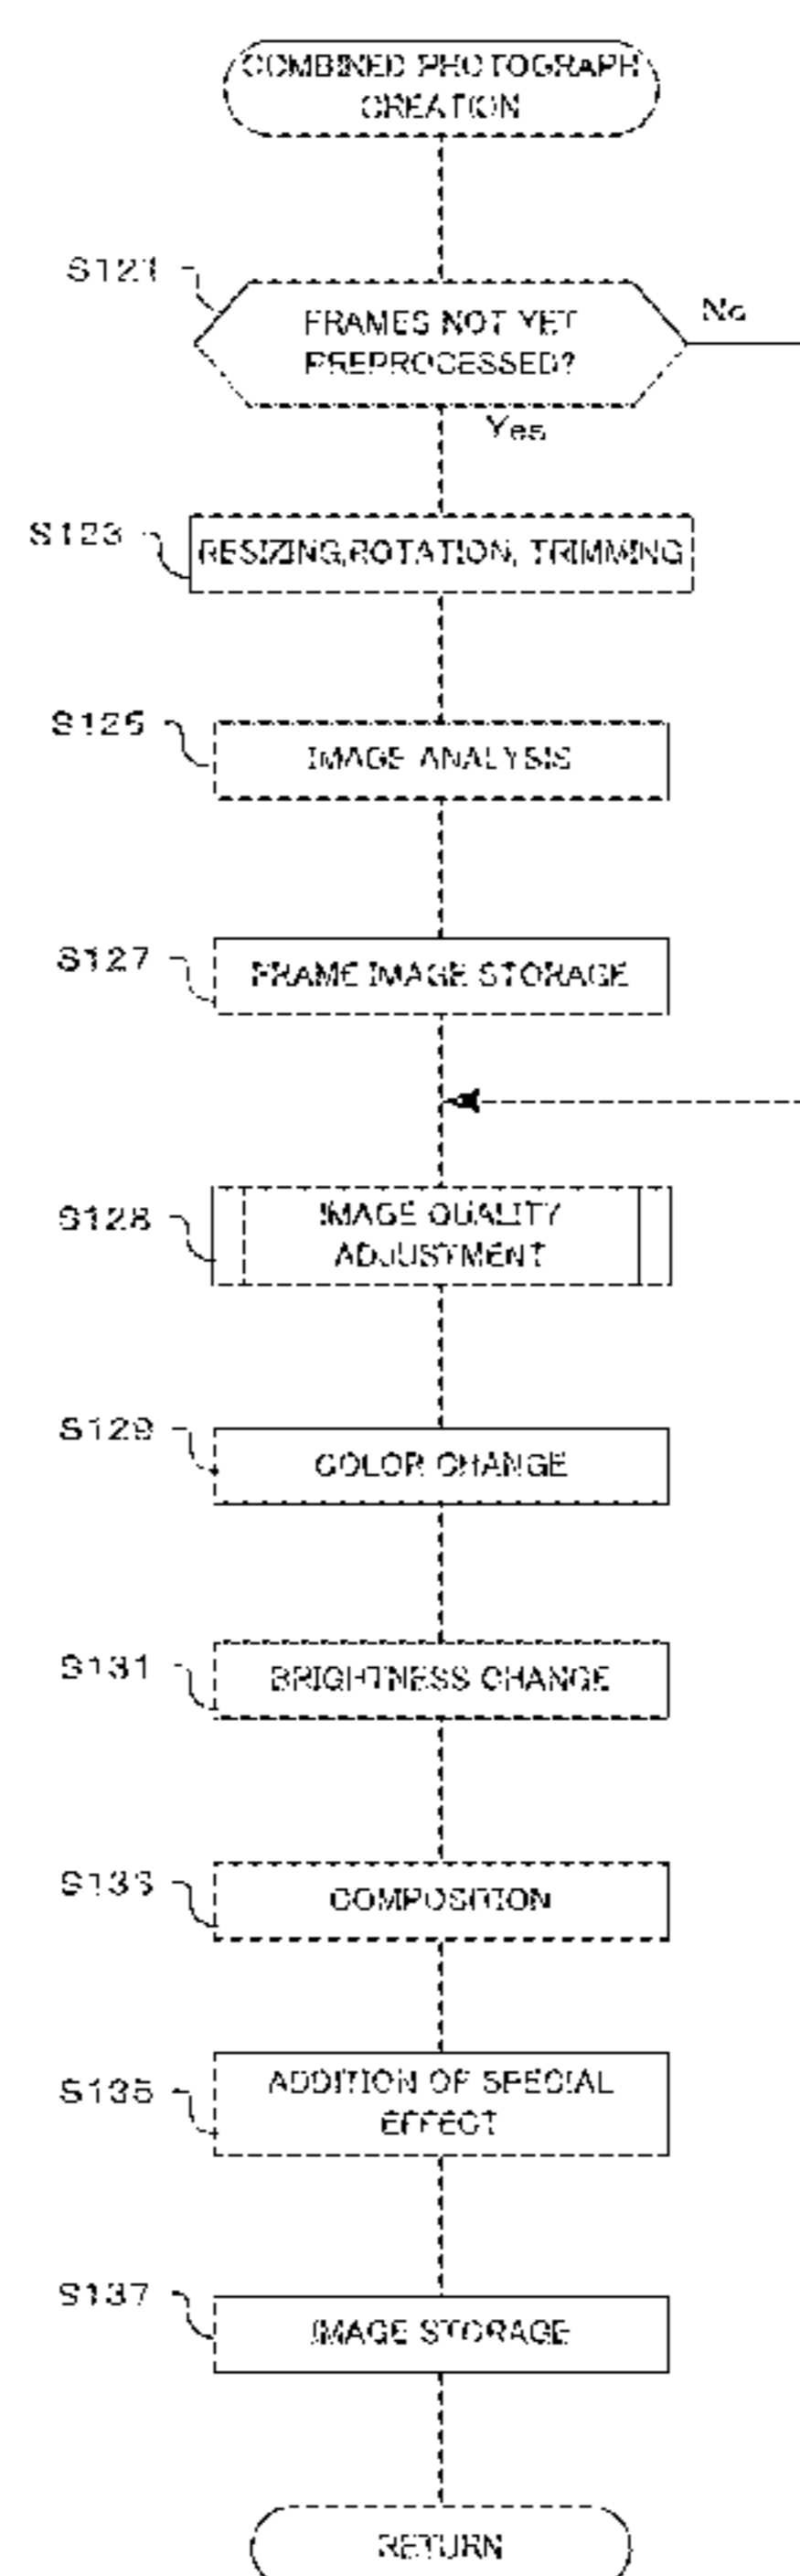 COMBINED PHOTOGRAPH
CREATION
S121
FRAMES NOT YET
PREPROCESSED?
No
Yes
S123
RESIZING,ROTATION, TRIMMING
S125
IMAGE ANALYSIS
S127
FRAME IMAGE STORAGE
S128
IMAGE QUALITY
ADJUSTMENT
S129
COLOR CHANGE
S131
BRIGHTNESS CHANGE
S133
COMPOSITION
S135
ADDITION OF SPECIAL
EFFECT
S137
IMAGE STORAGE
RETURN